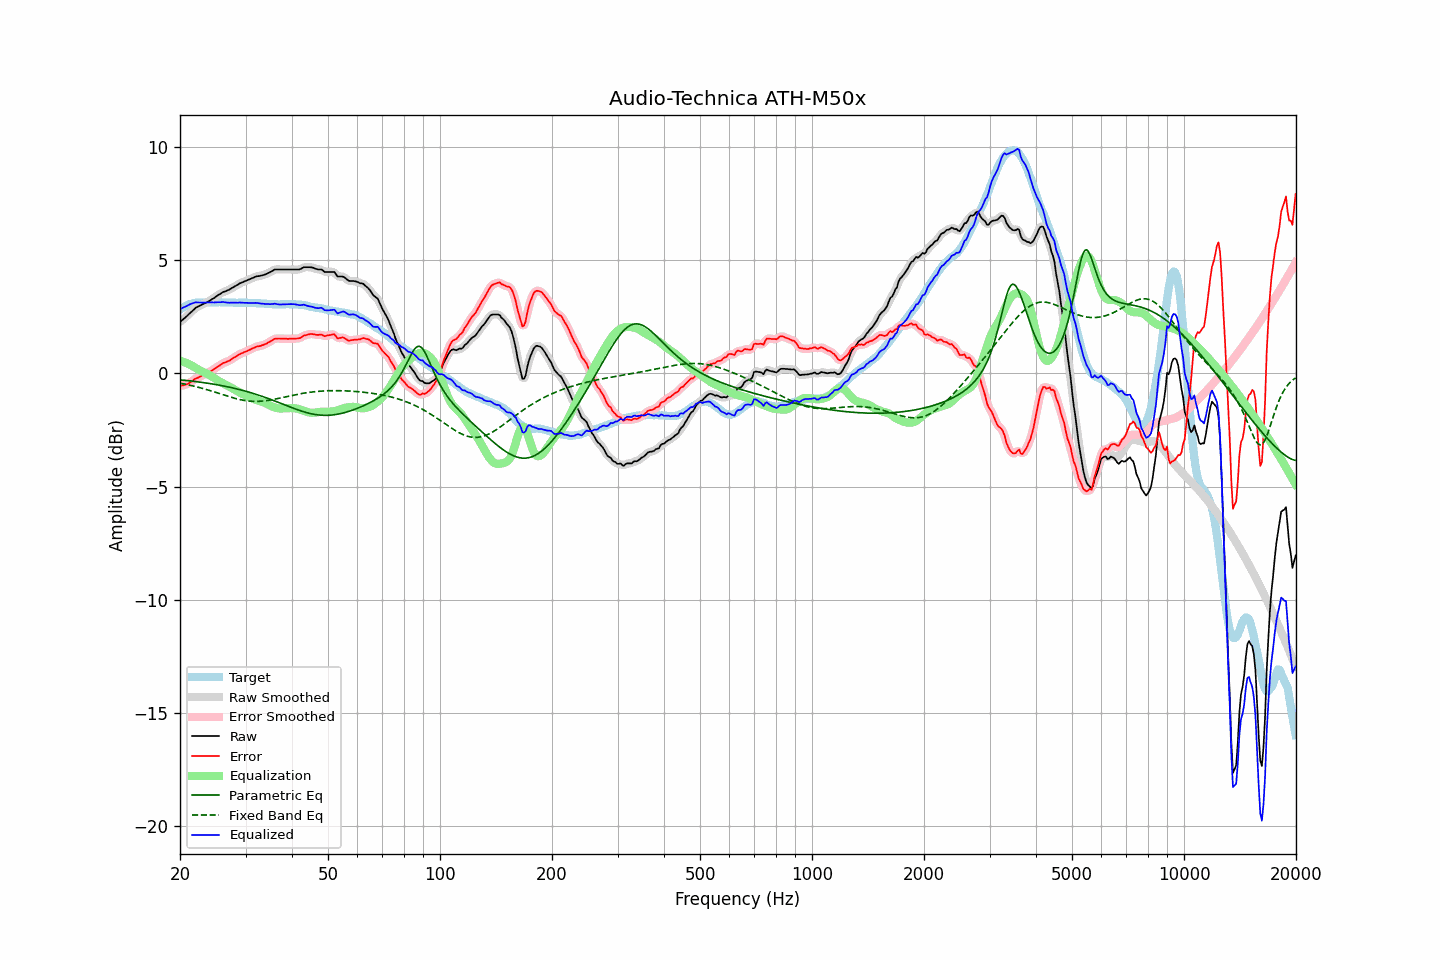 Audio-Technica ATH-M50x
10
5
0
−5
−10
−15
−20
Amplitude (dBr)
Target
Raw Smoothed
Error Smoothed
Raw
Error
Equalization
Parametric Eq
Fixed Band Eq
Equalized
20
50
100
200
500
1000
2000
5000
10000
20000
Frequency (Hz)